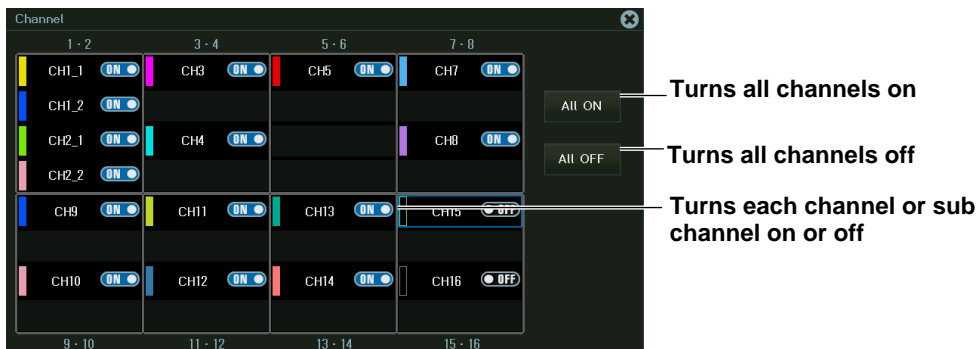 Channel
1 - 2 3 - 4 5 - 6 7 - 8
CH1_1 ON CH3 ON CH5 ON CH7 ON
CH1_2 ON
CH2_1 ON CH4 ON CH8 ON
CH2_2 ON
CH9 ON CH11 ON CH13 ON CH15 OFF
CH10 ON CH12 ON CH14 ON CH16 OFF
9 - 10 11 - 12 13 - 14 15 - 16
All ON
All OFF
Turns all channels on
Turns all channels off
Turns each channel or sub
channel on or off